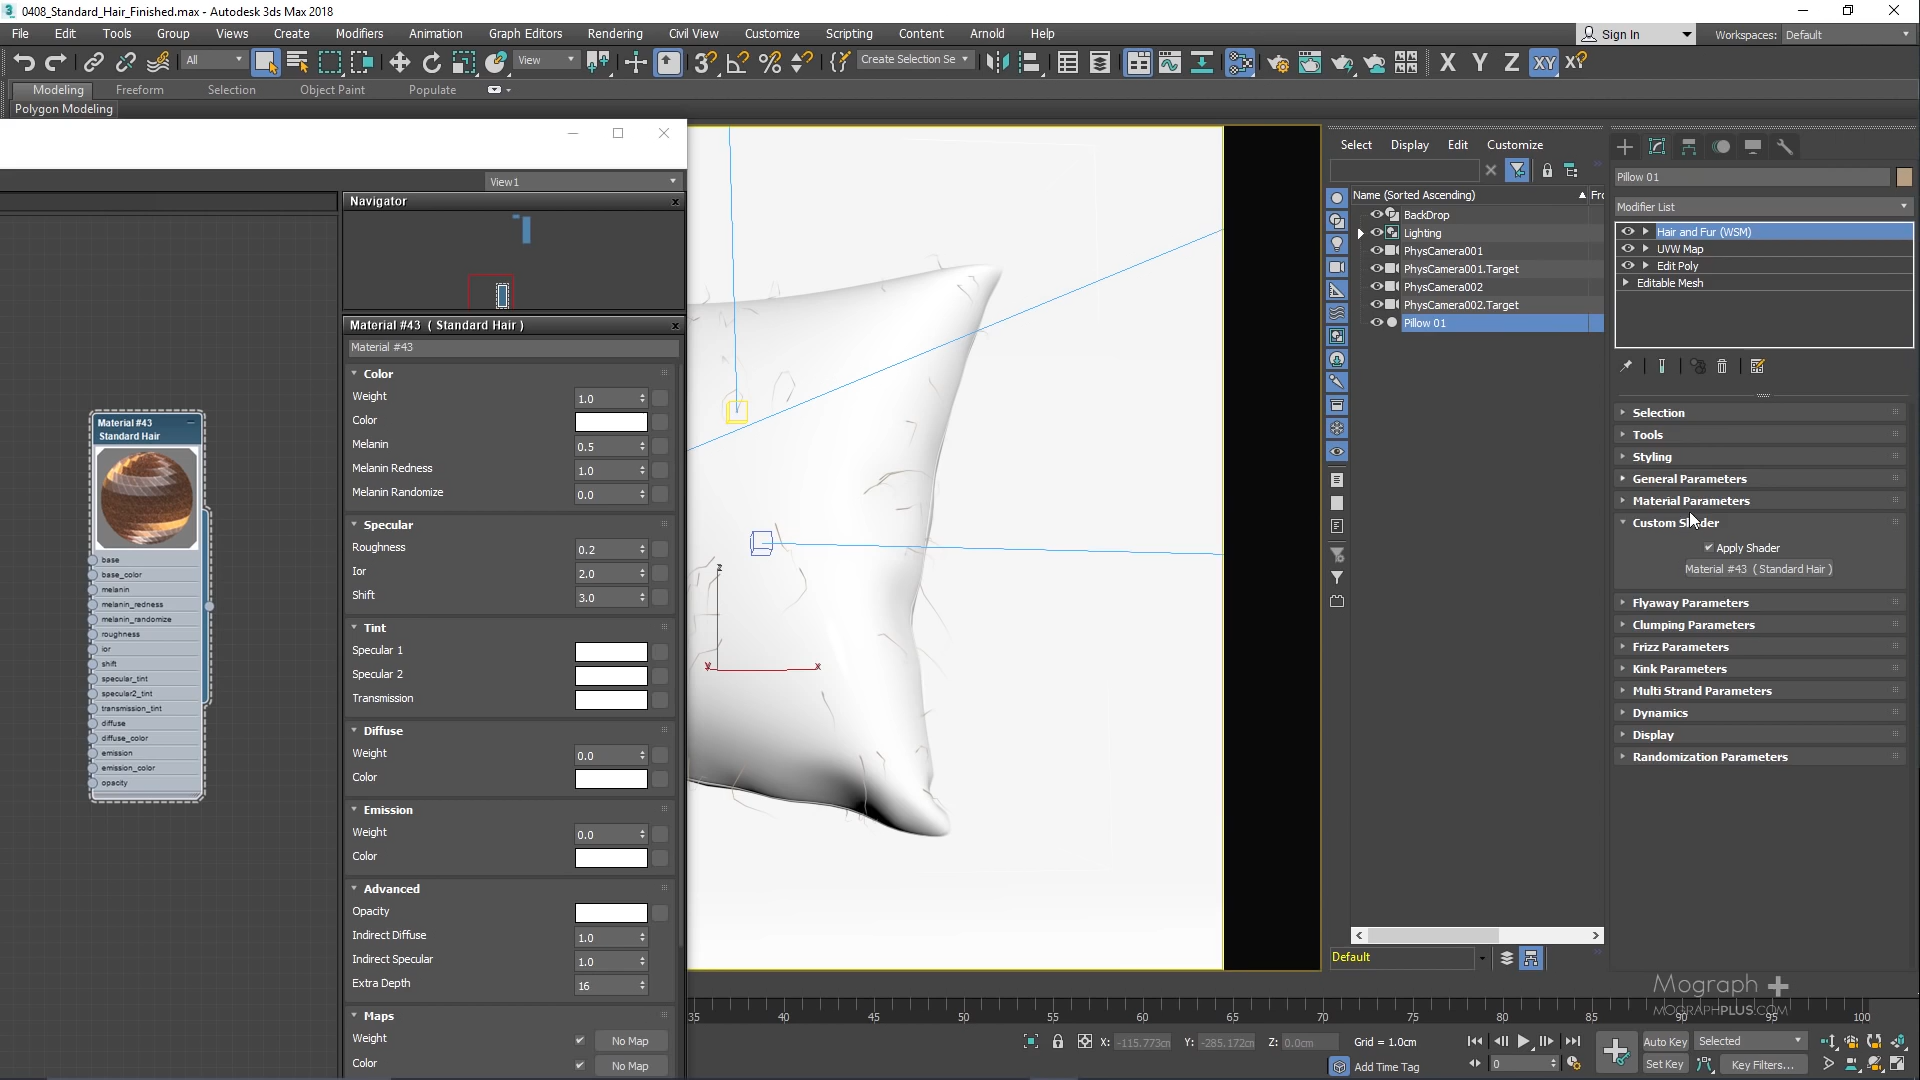 0408_Standard_Hair_Finished.max - Autodesk 3ds Max 2018
File Edit Tools Group Views Create Modifiers Animation Graph Editors Rendering Civil View Customize Scripting Content Arnold Help
Sign In
Workspaces: Default
All
View
Create Selection Se
X Y Z XY
Modeling Freeform Selection Object Paint Populate
Polygon Modeling
View1
Navigator
Material #43 ( Standard Hair )
Material #43
Color
Weight 1.0
Color
Melanin 0.5
Melanin Redness 1.0
Melanin Randomize 0.0
Specular
Roughness 0.2
Ior 2.0
Shift 3.0
Tint
Specular 1
Specular 2
Transmission
Diffuse
Weight 0.0
Color
Emission
Weight 0.0
Color
Advanced
Opacity
Indirect Diffuse 1.0
Indirect Specular 1.0
Extra Depth 16
Maps
Weight No Map
Color No Map
Material #43
Standard Hair
base
base_color
melanin
melanin_redness
melanin_randomize
roughness
ior
shift
specular_tint
specular2_tint
transmission_tint
diffuse
diffuse_color
emission
emission_color
opacity
z
y x
Select Display Edit Customize
Name (Sorted Ascending)
BackDrop
Lighting
PhysCamera001
PhysCamera001.Target
PhysCamera002
PhysCamera002.Target
Pillow 01
Default
Pillow 01
Modifier List
Hair and Fur (WSM)
UVW Map
Edit Poly
Editable Mesh
Selection
Tools
Styling
General Parameters
Material Parameters
Apply Shader
Material #43 ( Standard Hair )
Flyaway Parameters
Clumping Parameters
Frizz Parameters
Kink Parameters
Multi Strand Parameters
Dynamics
Display
Randomization Parameters
Mograph +
MOGRAPHPLUS.COM
35 40 45 50 55 60 65 70 75 80 85 90 95 100
X: -115.773cm Y: -285.172cm Z: 0.0cm Grid = 1.0cm
Add Time Tag
0
Auto Key Selected
Set Key Key Filters...